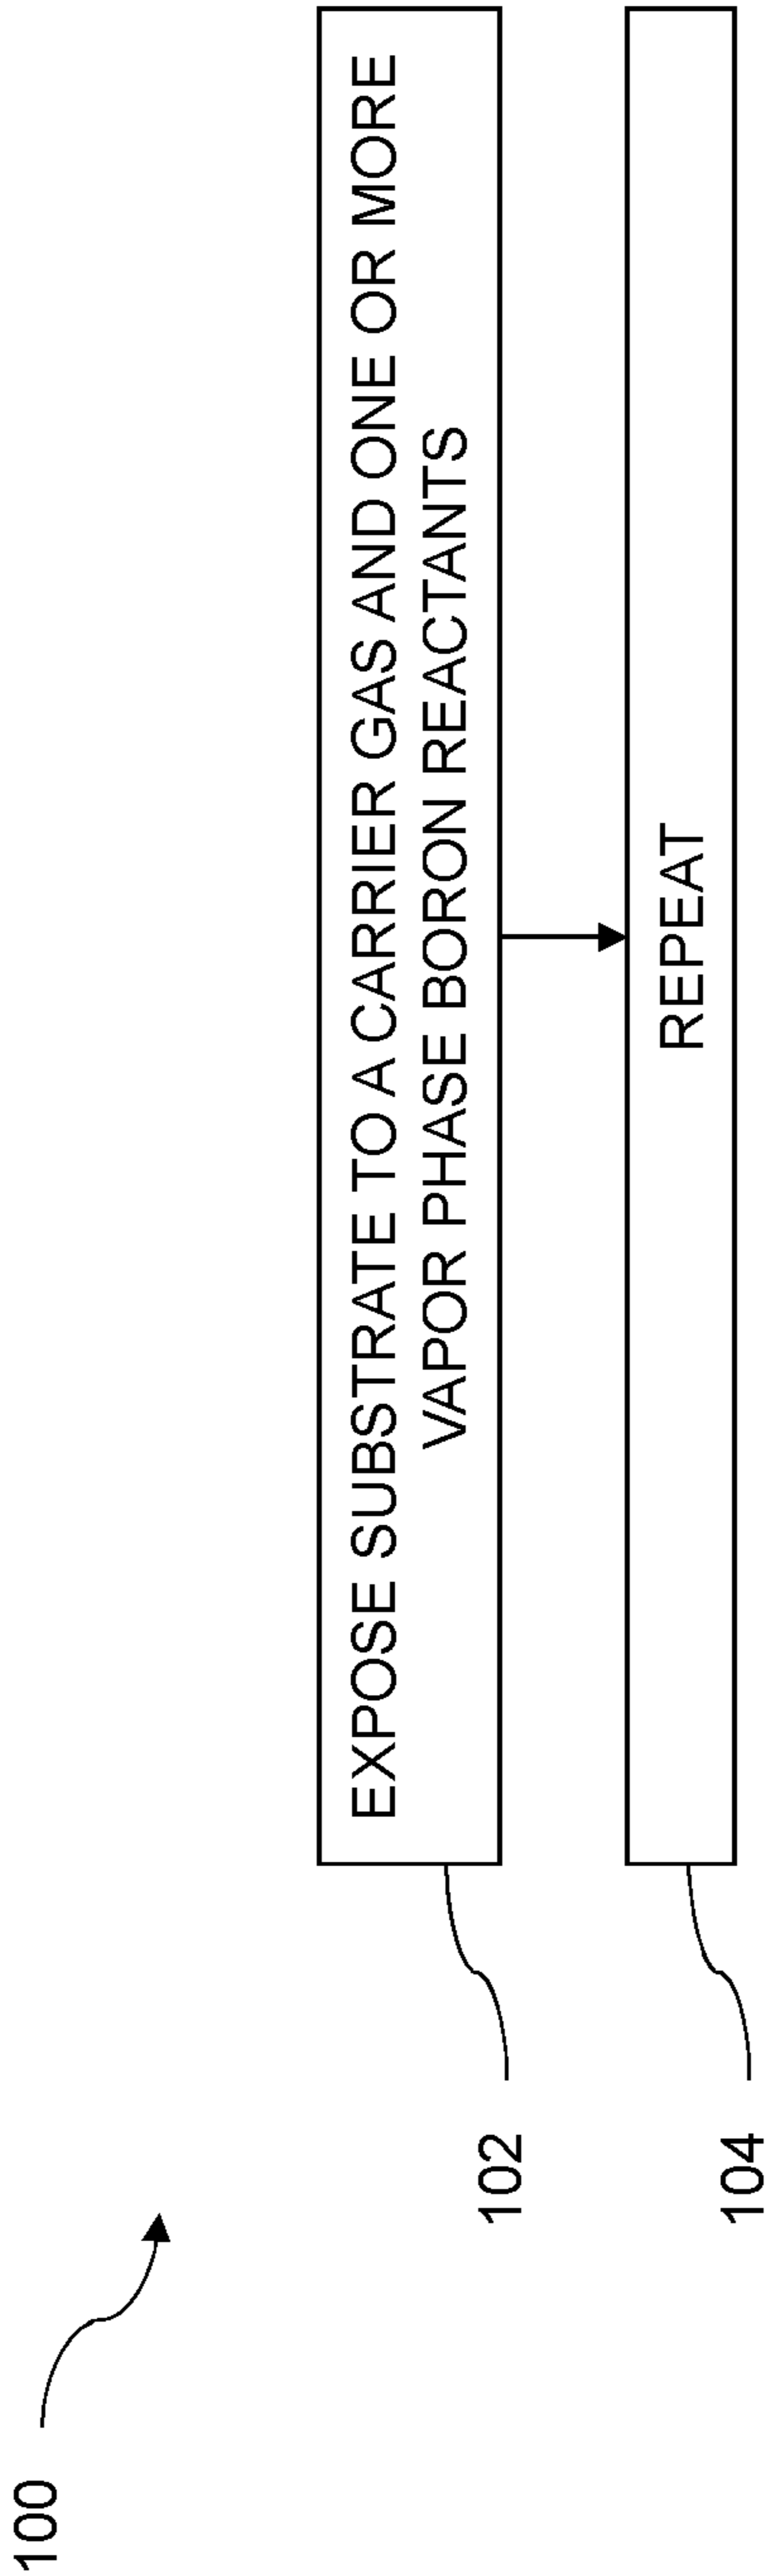 100
102
EXPOSE SUBSTRATE TO A CARRIER GAS AND ONE OR MORE
VAPOR PHASE BORON REACTANTS
104
REPEAT